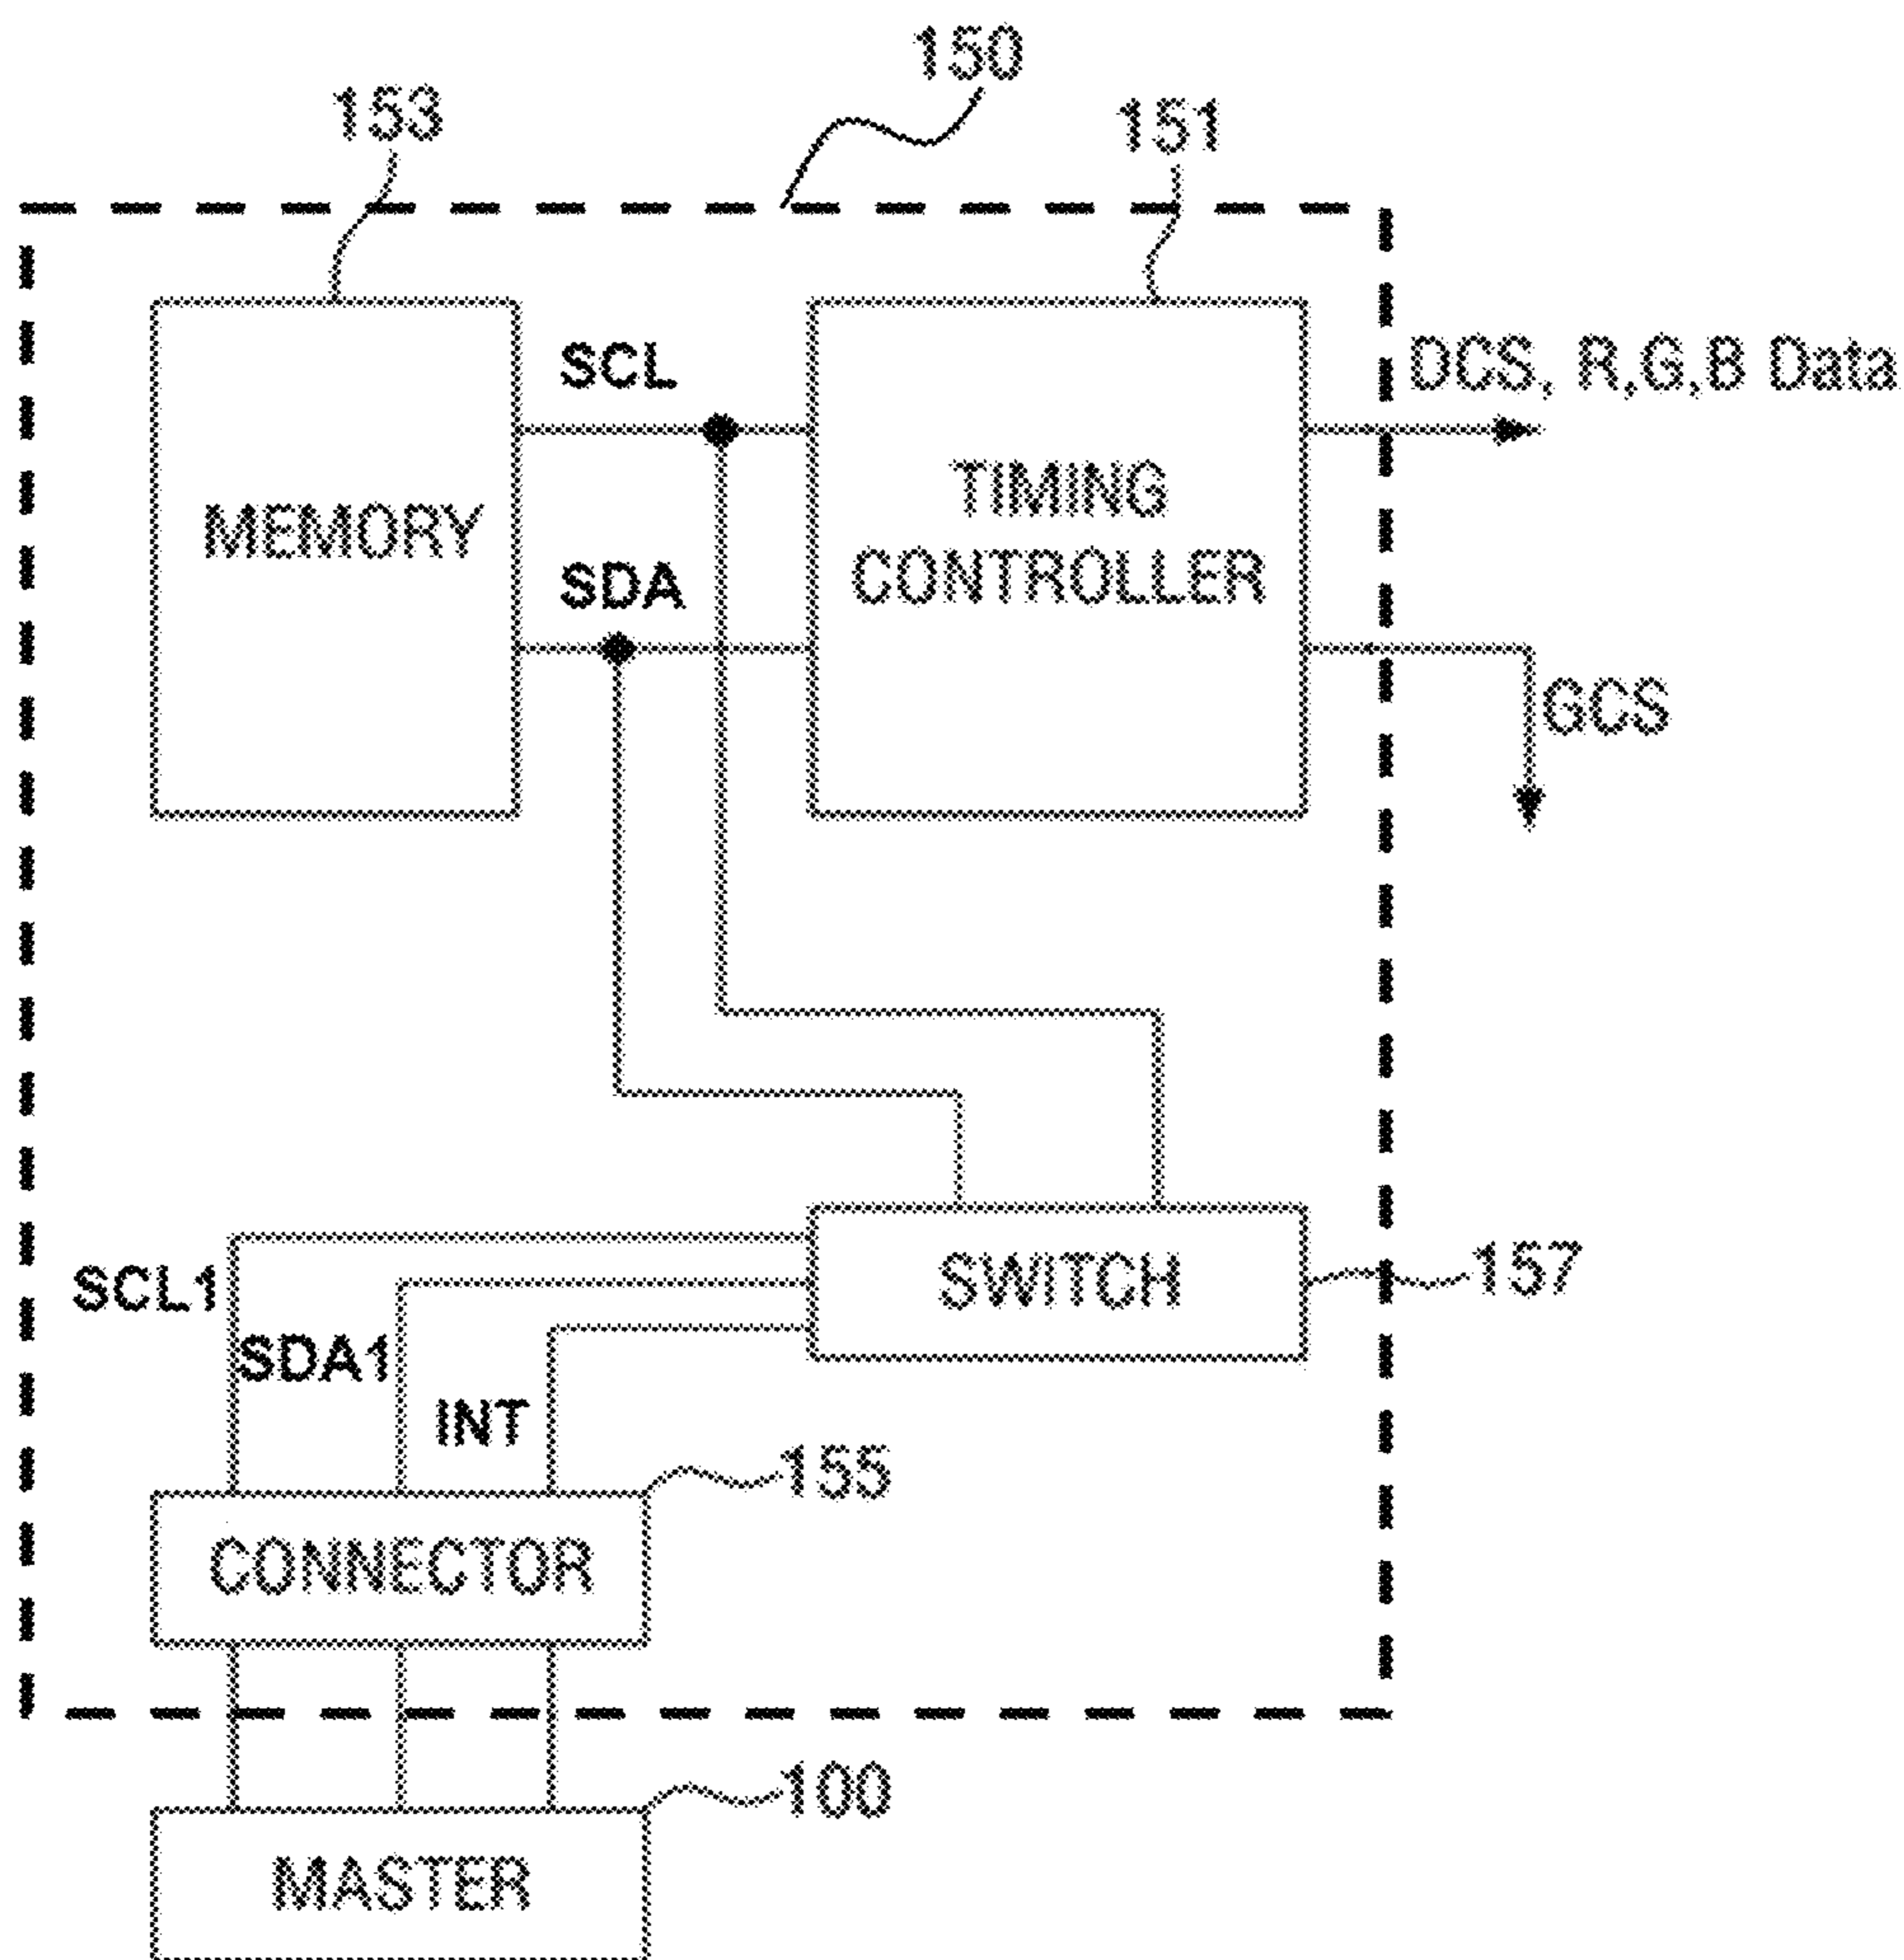 150
153
151
SCL
DCS, R,G,B Data
MEMORY
TIMING
CONTROLLER
SDA
GCS
SWITCH
157
SCL1
SDA1
INT
155
CONNECTOR
100
MASTER